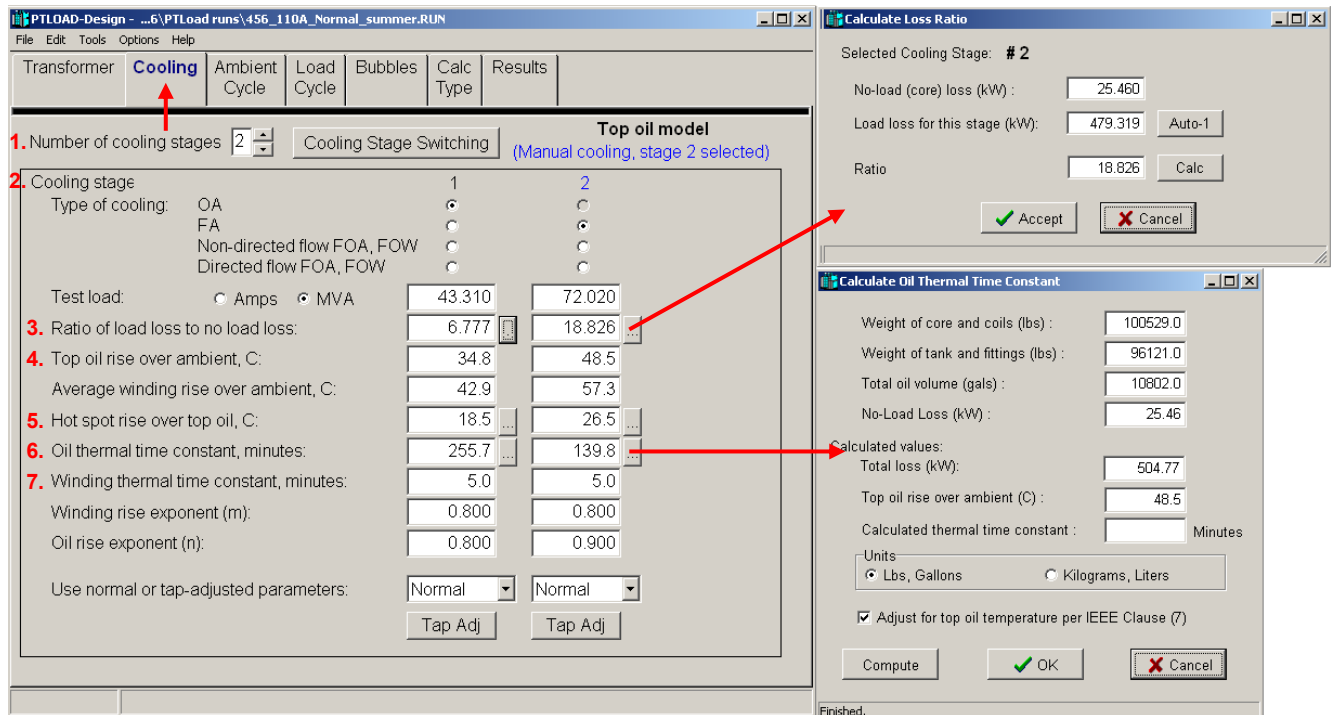 PTLOAD-Design - ...6\PTLoad runs\456_110A_Normal_summer.RUN
File Edit Tools Options Help
Transformer Cooling Ambient Cycle Load Cycle Bubbles Calc Type Results
1. Number of cooling stages 2 Cooling Stage Switching
Top oil model
(Manual cooling, stage 2 selected)
2. Cooling stage 1 2
Type of cooling: OA
FA
Non-directed flow FOA, FOW
Directed flow FOA, FOW
Test load: Amps MVA 43.310 72.020
3. Ratio of load loss to no load loss: 6.777 ... 18.826 ...
4. Top oil rise over ambient, C: 34.8 48.5
Average winding rise over ambient, C: 42.9 57.3
5. Hot spot rise over top oil, C: 18.5 ... 26.5 ...
6. Oil thermal time constant, minutes: 255.7 ... 139.8 ...
7. Winding thermal time constant, minutes: 5.0 5.0
Winding rise exponent (m): 0.800 0.800
Oil rise exponent (n): 0.800 0.900
Use normal or tap-adjusted parameters: Normal Normal
Tap Adj Tap Adj
Calculate Loss Ratio
Selected Cooling Stage: # 2
No-load (core) loss (kW) : 25.460
Load loss for this stage (kW): 479.319 Auto-1
Ratio 18.826 Calc
Accept Cancel
Calculate Oil Thermal Time Constant
Weight of core and coils (lbs) : 100529.0
Weight of tank and fittings (lbs) : 96121.0
Total oil volume (gals) : 10802.0
No-Load Loss (kW) : 25.46
Calculated values:
Total loss (kW): 504.77
Top oil rise over ambient (C) : 48.5
Calculated thermal time constant : Minutes
Units
Lbs, Gallons Kilograms, Liters
Adjust for top oil temperature per IEEE Clause (7)
Compute OK Cancel
Finished.